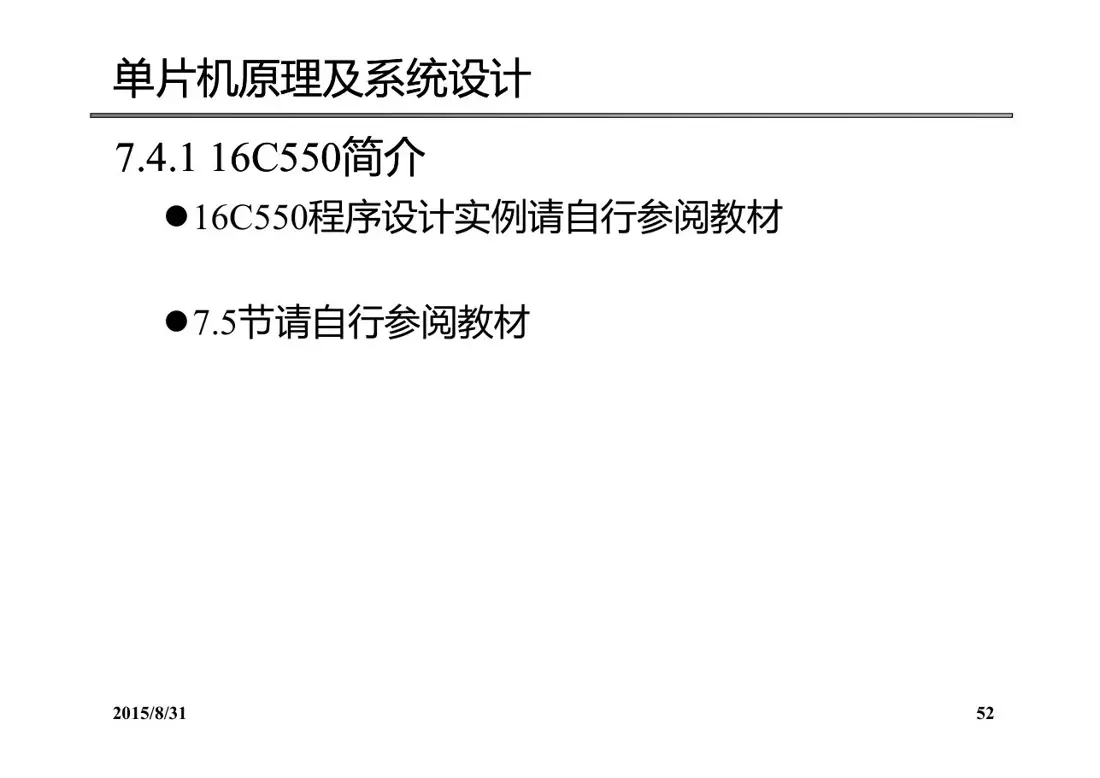 单片机原理及系统设计
7.4.1 16C550简介
●16C550程序设计实例请自行参阅教材
●7.5节请自行参阅教材
2015/8/31
52